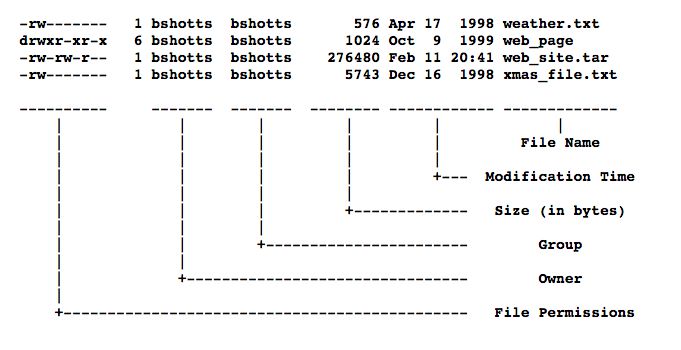 -rw-------   1 bshotts  bshotts       576 Apr 17  1998 weather.txt
drwxr-xr-x   6 bshotts  bshotts      1024 Oct  9  1999 web_page
-rw-rw-r--   1 bshotts  bshotts    276480 Feb 11 20:41 web_site.tar
-rw-------   1 bshotts  bshotts      5743 Dec 16  1998 xmas_file.txt
File Name
Modification Time
Size (in bytes)
Group
Owner
File Permissions